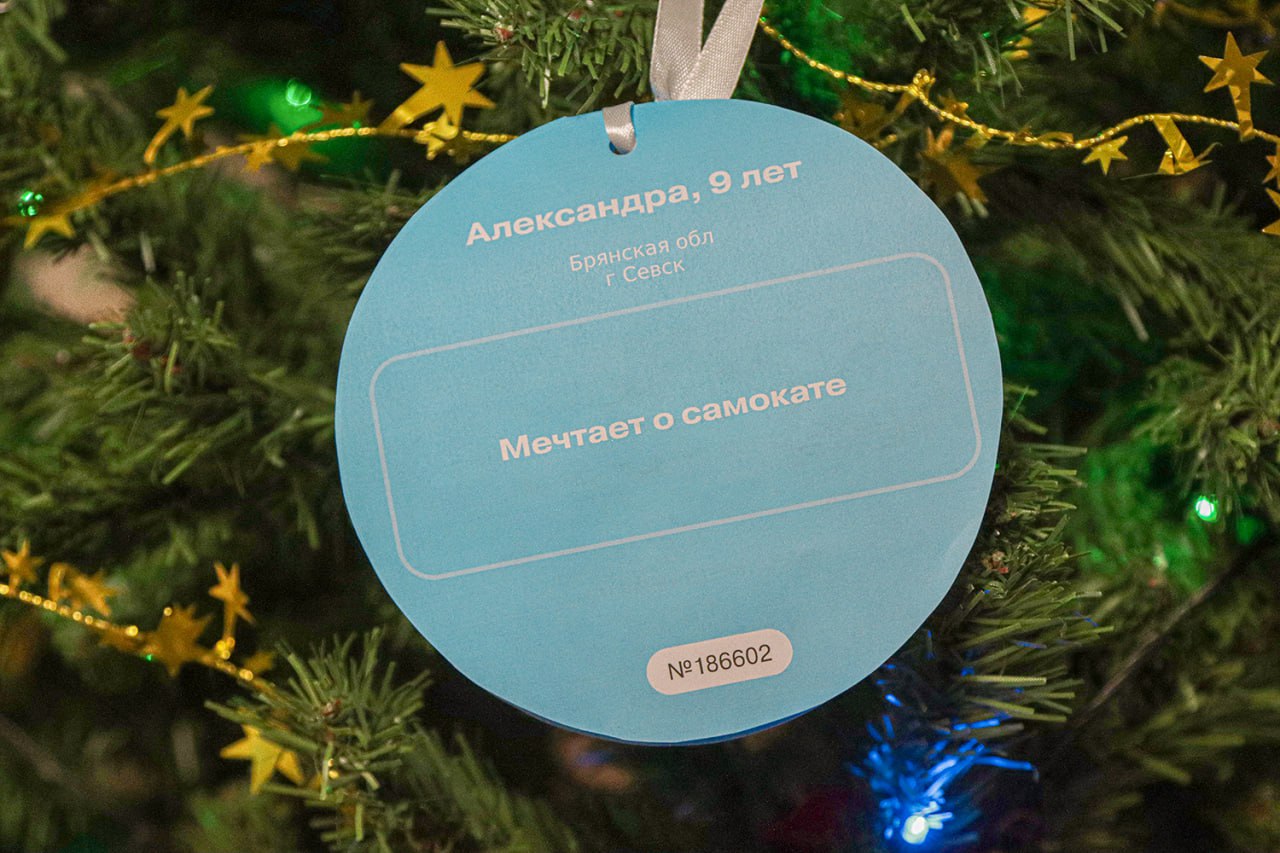 Александра, 9 лет
Брянская обл
г Севск
Мечтает о самокате
№186602